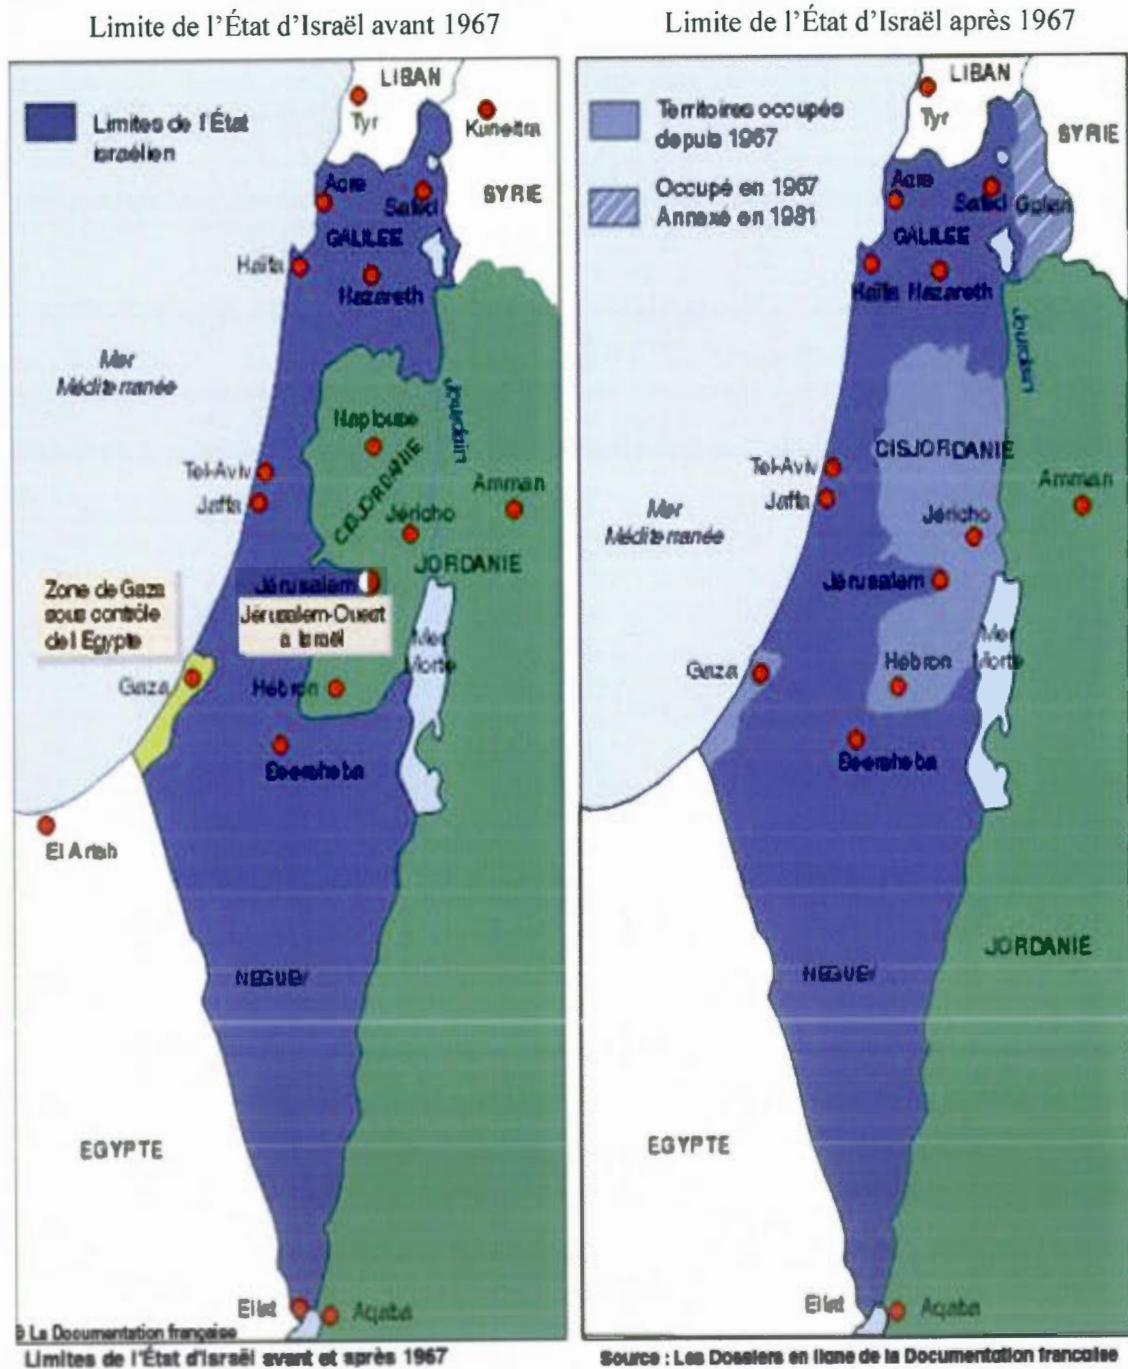 Limite de l'État d'Israël avant 1967
LIBAN
Tyr
Kuneitra
Limites de l'État
israélien
SYRIE
Acre
Safed
GALILEE
Haïfa
Nazareth
Mer
Méditerranée
Jourdain
Naplouse
CISJORDANIE
Tel-Aviv
Jaffa
Amman
Jéricho
JORDANIE
Jérusalem
Zone de Gaza
sous contrôle
de l'Egypte
Jérusalem-Ouest
à Israël
Mer
Morte
Gaza
Hébron
Beersheba
El Arish
NEGUEV
EGYPTE
Eilat
Aqaba
© La Documentation française
Limites de l'État d'Israël avant et après 1967
Limite de l'État d'Israël après 1967
LIBAN
Tyr
SYRIE
Territoires occupés
depuis 1967
Occupé en 1967
Annexé en 1981
Acre
Safed
Golan
GALILEE
Haïfa
Nazareth
Jourdain
CISJORDANIE
Tel-Aviv
Jaffa
Amman
Mer
Méditerranée
Jéricho
Jérusalem
Mer
Morte
Gaza
Hébron
Beersheba
JORDANIE
NEGUEV
EGYPTE
Eilat
Aqaba
Source : Les Dossiers en ligne de la Documentation française